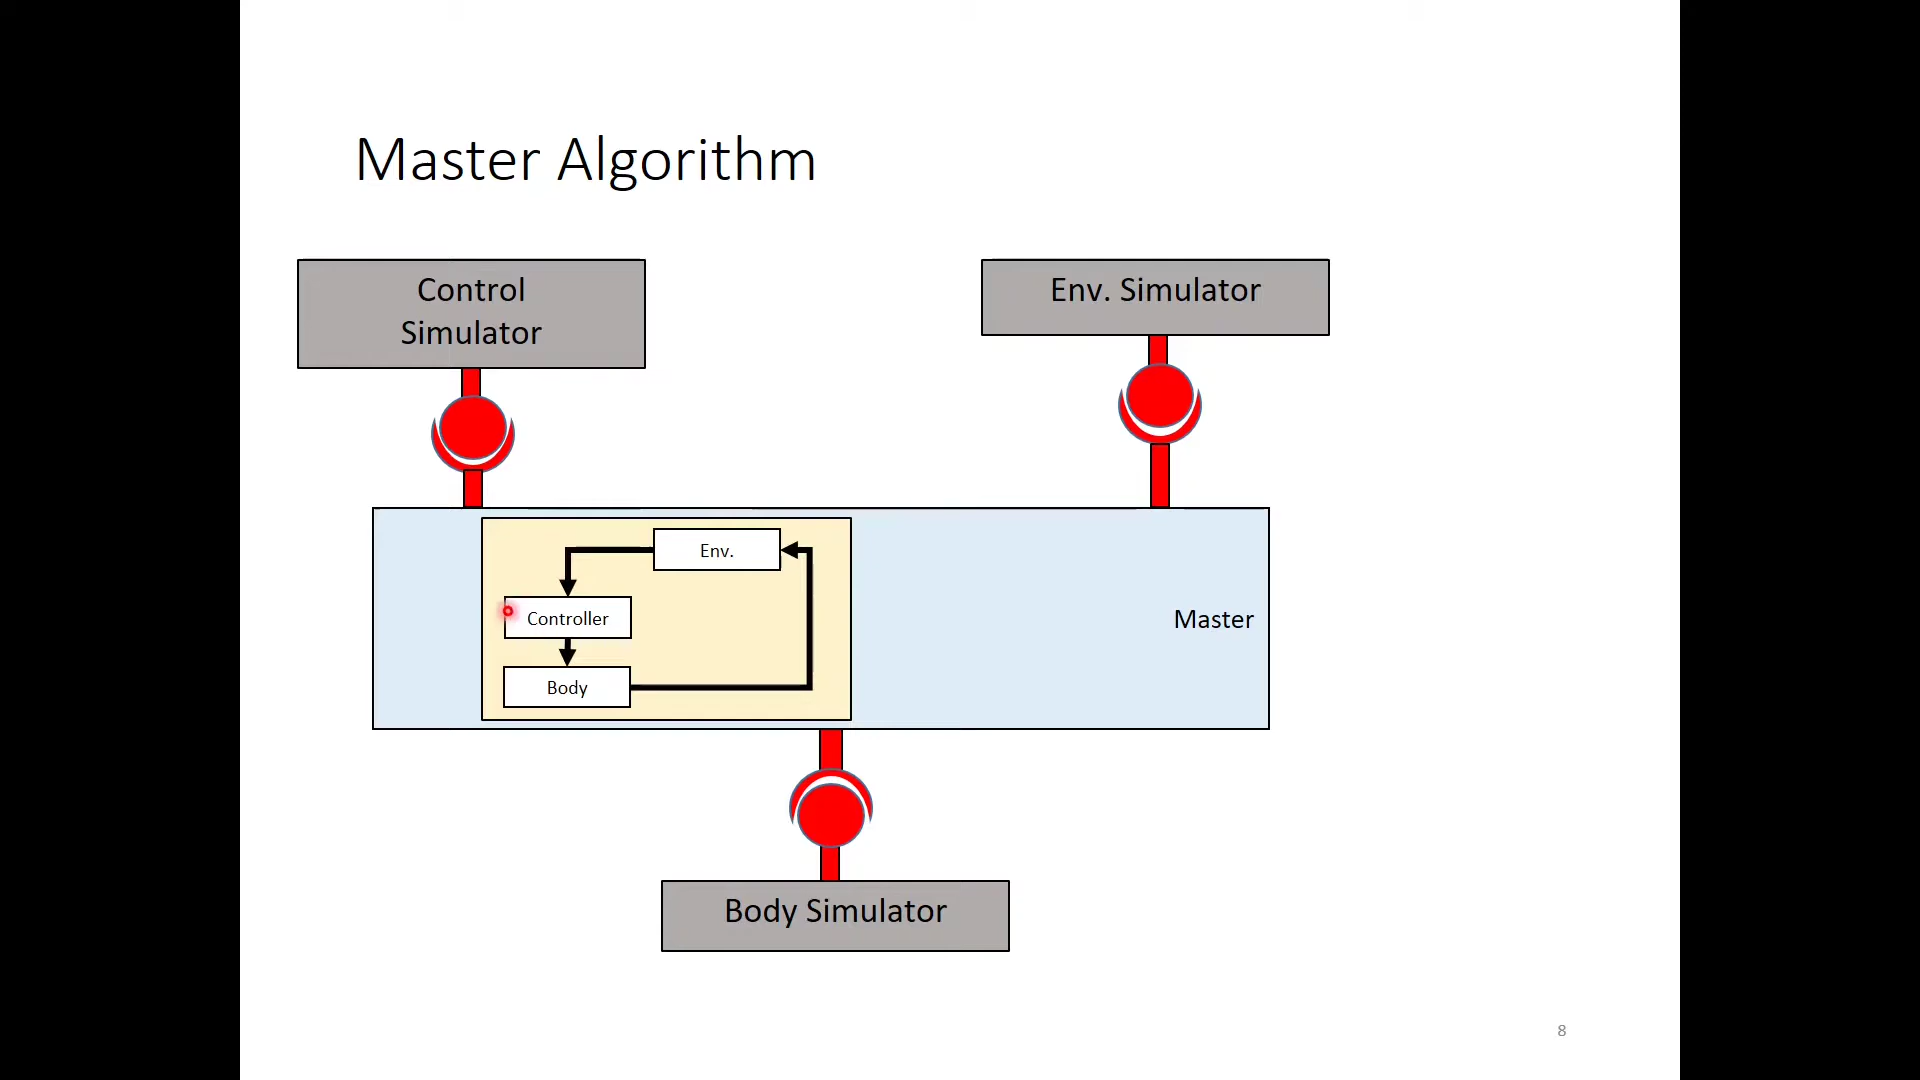 Master Algorithm
Control
Simulator
Env. Simulator
Env.
Controller
Master
Body
Body Simulator
8